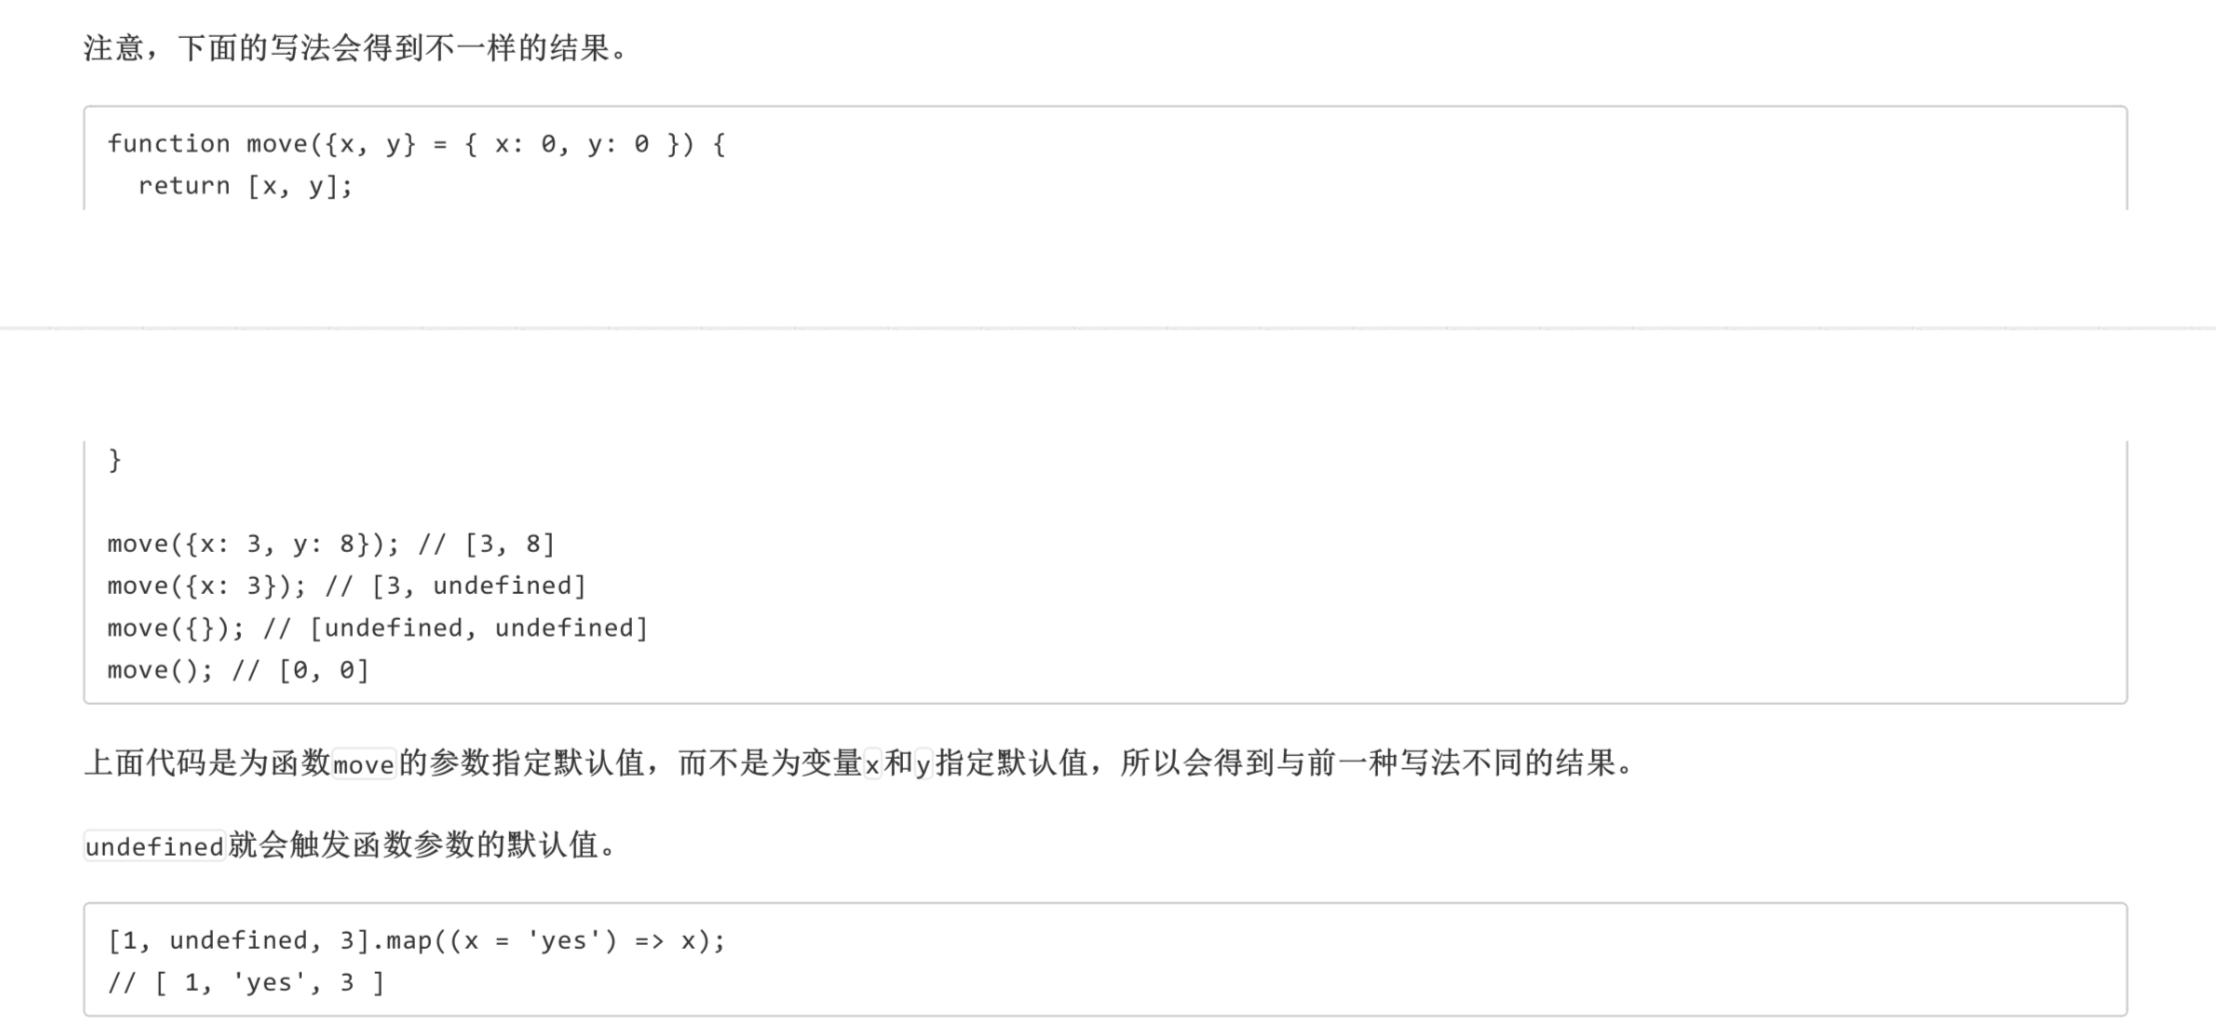 注意，下面的写法会得到不一样的结果。
function move({x, y} = { x: 0, y: 0 }) {
  return [x, y];
}
move({x: 3, y: 8}); // [3, 8]
move({x: 3}); // [3, undefined]
move({}); // [undefined, undefined]
move(); // [0, 0]
上面代码是为函数move的参数指定默认值，而不是为变量x和y指定默认值，所以会得到与前一种写法不同的结果。
undefined就会触发函数参数的默认值。
[1, undefined, 3].map((x = 'yes') => x);
// [ 1, 'yes', 3 ]